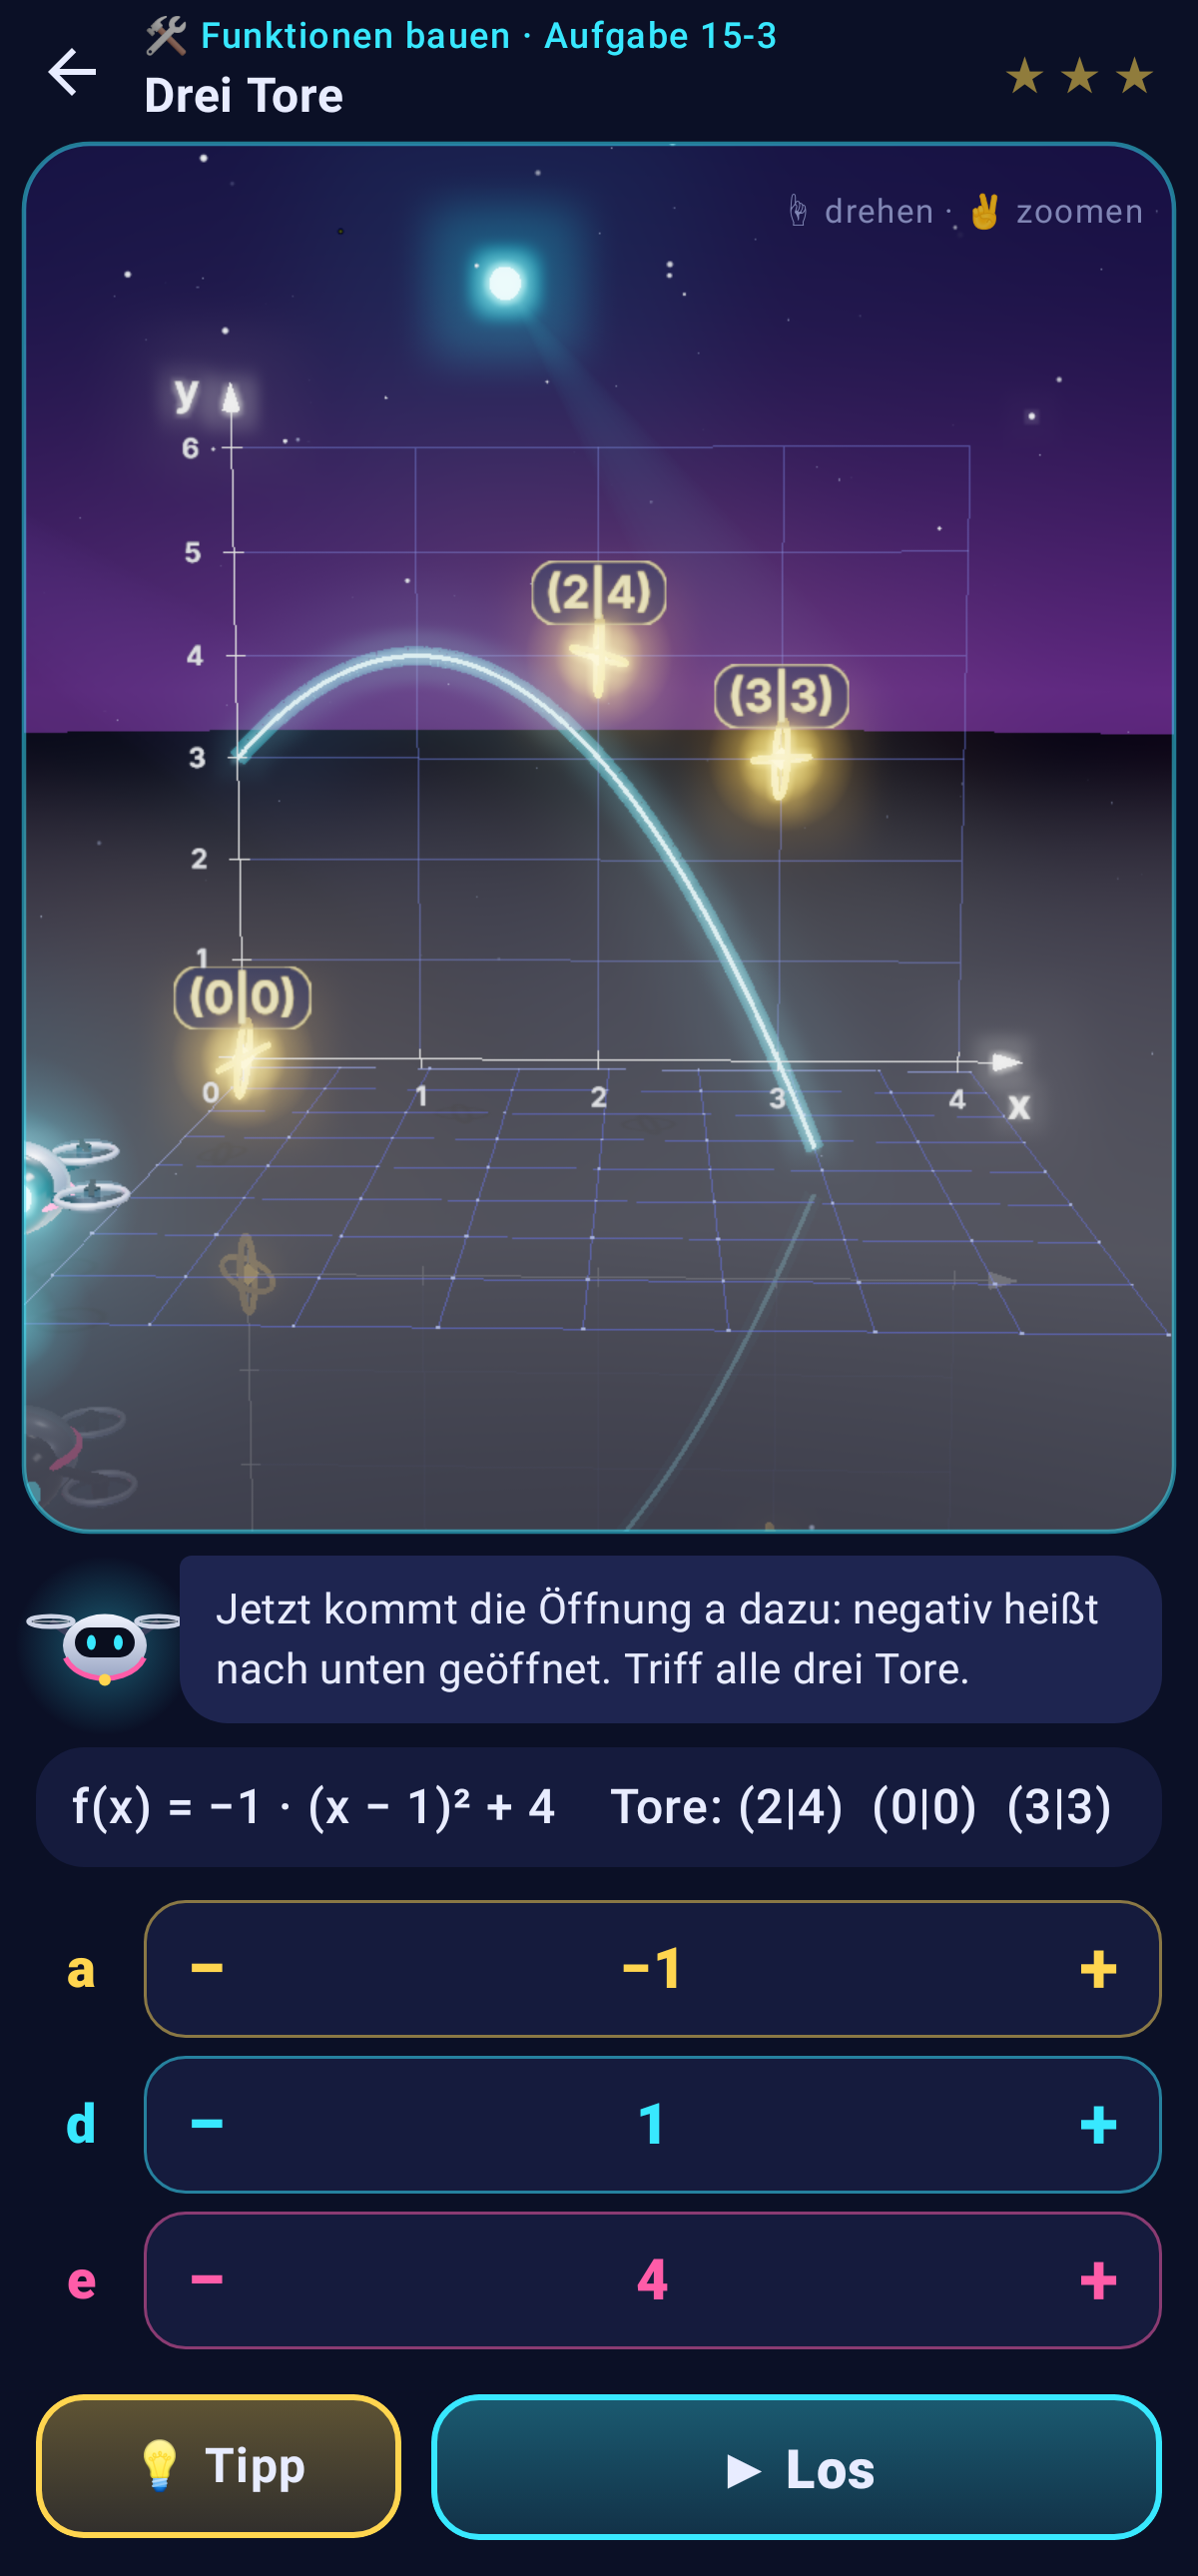 🛠 Funktionen bauen · Aufgabe 15-3
Drei Tore
★ ★ ★
☝ drehen · ✌ zoomen
y
6
5
(2|4)
4
(3|3)
3
2
1
(0|0)
0 1 2 3 4
x
Jetzt kommt die Öffnung a dazu: negativ heißt
nach unten geöffnet. Triff alle drei Tore.
f(x) = −1 · (x − 1)² + 4 Tore: (2|4) (0|0) (3|3)
a − −1 +
d − 1 +
e − 4 +
💡 Tipp
▶ Los